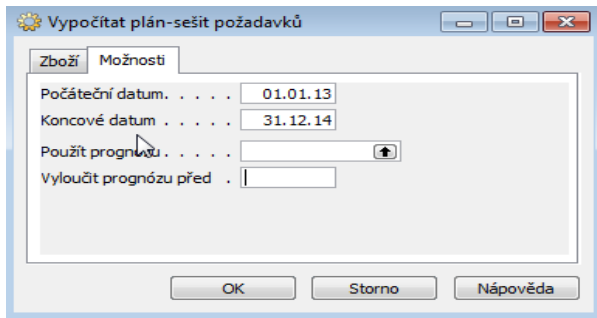 Vypočítat plán-sešit požadavků
Zboží Možnosti
Počáteční datum. . . . . 01.01.13
Koncové datum . . . . . 31.12.14
Použít prognózu . . . . .
Vyloučit prognózu před .
OK Storno Nápověda